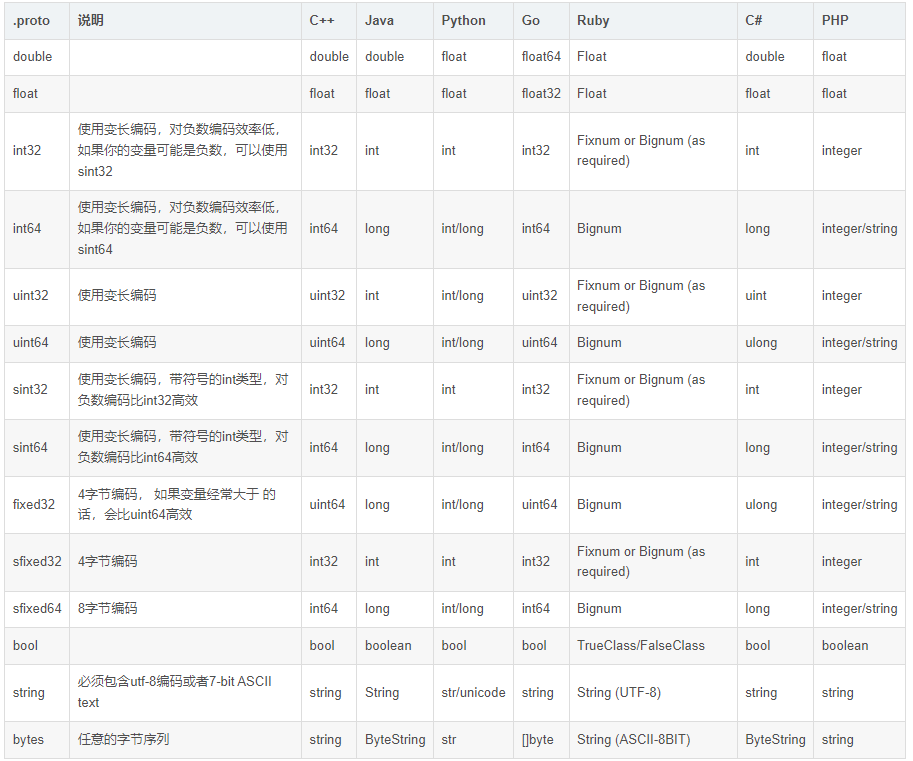 .proto 说明 C++ Java Python Go Ruby C# PHP
double double double float float64 Float double float
float float float float float32 Float float float
使用变长编码，对负数编码效率低，
如果你的变量可能是负数，可以使用
sint32
int32 int32 int int int32 Fixnum or Bignum (as
required) int integer
使用变长编码，对负数编码效率低，
如果你的变量可能是负数，可以使用
sint64
int64 int64 long int/long int64 Bignum long integer/string
uint32 使用变长编码 uint32 int int/long uint32 Fixnum or Bignum (as
required) uint integer
uint64 使用变长编码 uint64 long int/long uint64 Bignum ulong integer/string
sint32 使用变长编码，带符号的int类型，对
负数编码比int32高效 int32 int int int32 Fixnum or Bignum (as
required) int integer
sint64 使用变长编码，带符号的int类型，对
负数编码比int64高效 int64 long int/long int64 Bignum long integer/string
fixed32 4字节编码， 如果变量经常大于 的
话，会比uint64高效 uint64 long int/long uint64 Bignum ulong integer/string
sfixed32 4字节编码 int32 int int int32 Fixnum or Bignum (as
required) int integer
sfixed64 8字节编码 int64 long int/long int64 Bignum long integer/string
bool bool boolean bool bool TrueClass/FalseClass bool boolean
string 必须包含utf-8编码或者7-bit ASCII
text string String str/unicode string String (UTF-8) string string
bytes 任意的字节序列 string ByteString str []byte String (ASCII-8BIT) ByteString string